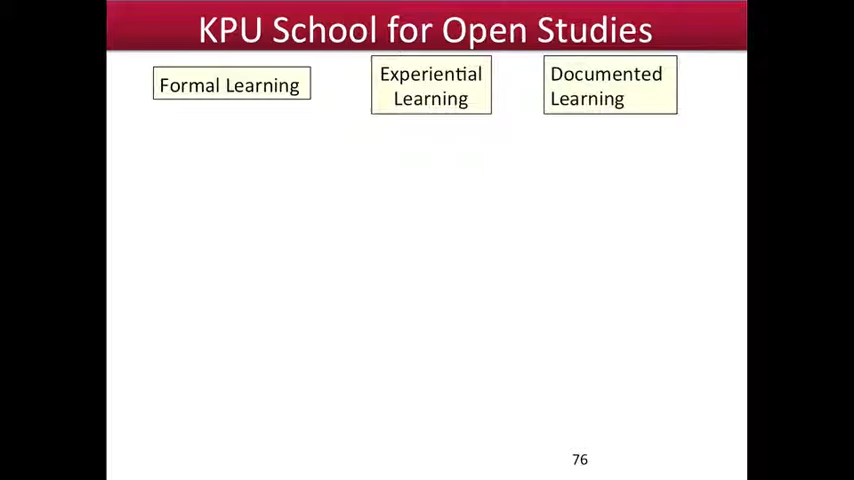 KPU School for Open Studies
Formal Learning
Experiential
Learning
Documented
Learning
76